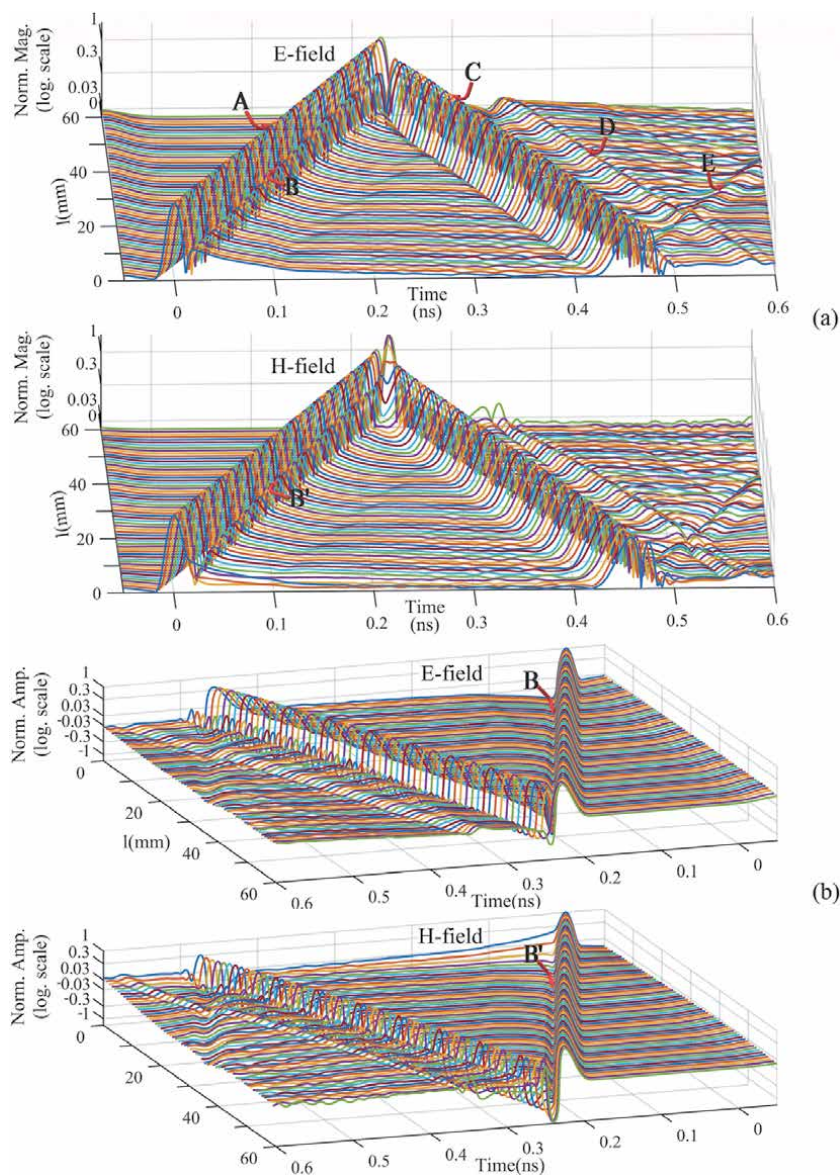 Norm. Mag.
(log. scale)
1
0.3
0.03
0
60
40
20
0
l(mm)
E-field
A
B
C
D
E
0
0.1
0.2
0.3
0.4
0.5
0.6
Time
(ns)
(a)
Norm. Mag.
(log. scale)
1
0.3
0.03
0
60
40
20
0
l(mm)
H-field
B'
0
0.1
0.2
0.3
0.4
0.5
0.6
Time
(ns)
Norm. Amp.
(log. scale)
1
0.3
0.03
-0.03
-0.3
-1
0
20
40
60
l(mm)
E-field
B
0.6
0.5
0.4
0.3
0.2
0.1
0
Time(ns)
(b)
Norm. Amp.
(log. scale)
1
0.3
0.03
-0.03
-0.3
-1
0
20
40
60
H-field
B'
0.6
0.5
0.4
0.3
0.2
0.1
0
Time(ns)